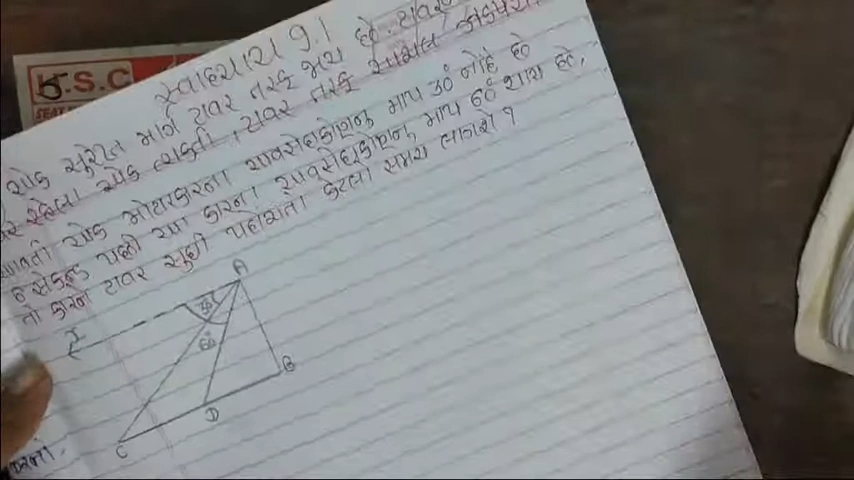 S.S.C
સ્વાધ્યાય 9.1
એક સુરેખ માર્ગ ટાવર તરફ જાય છે. ટાવર
પર રહેલા એક વ્યક્તિ, ટાવર તરફ
આવતી એક મોટરકારના અવસેધકોણનું માપ 30° નોંધે છે
6 સેકન્ડ પછી આ કારના અવસેધકોણનું માપ 60° થાય છે,
તો કારને ટાવર સુધી પહોંચતા કેટલો સમય લાગશે ?
A
X
30°
60°
B
D
C